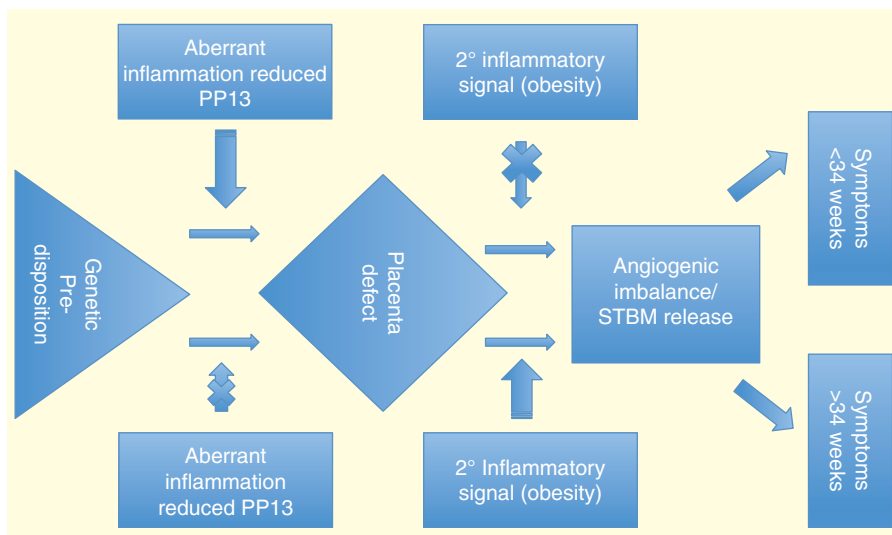 Aberrant
inflammation reduced
PP13
2° inflammatory
signal (obesity)
Symptoms
<34 weeks
Genetic
Pre-
disposition
Placenta
defect
Angiogenic
imbalance/
STBM release
Symptoms
>34 weeks
Aberrant
inflammation
reduced PP13
2° Inflammatory
signal (obesity)